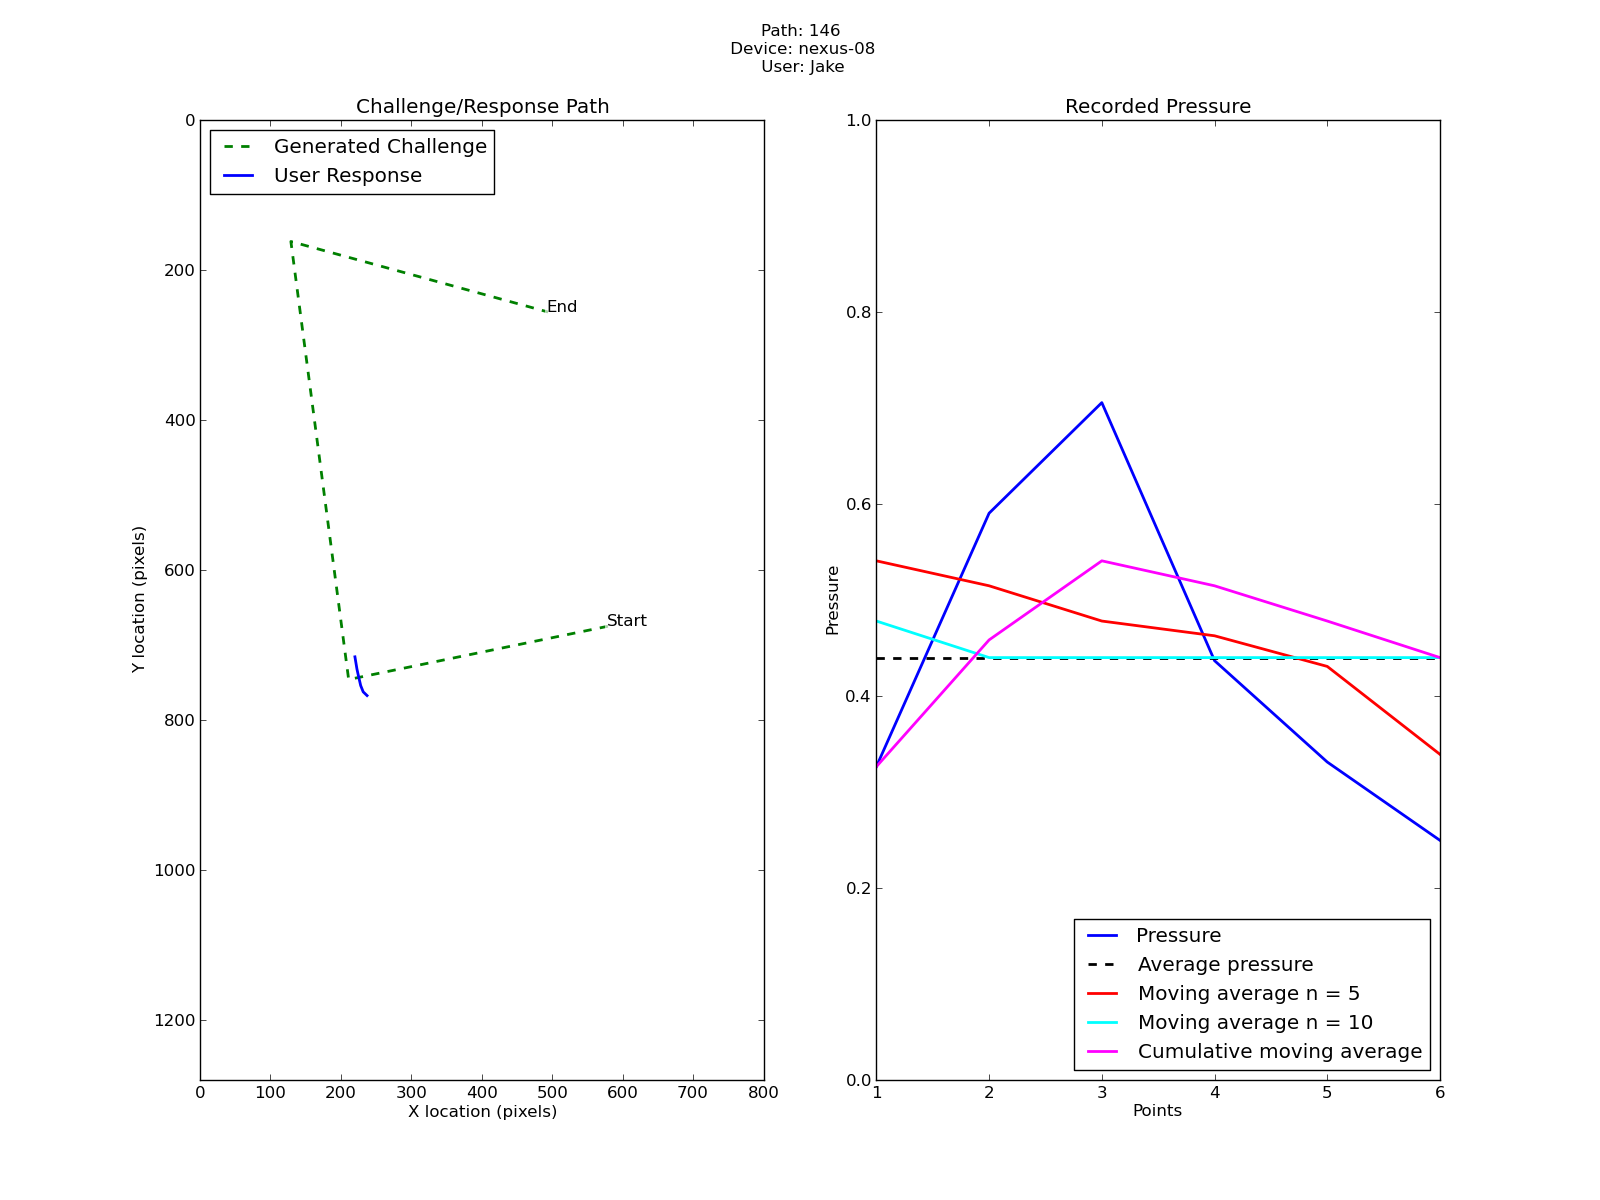 Path: 146
Device: nexus-08
User: Jake
Challenge/Response Path
Generated Challenge
User Response
End
Start
0
200
400
600
800
1000
1200
Y location (pixels)
0 100 200 300 400 500 600 700 800
X location (pixels)
Recorded Pressure
1.0
0.8
0.6
0.4
0.2
0.0
Pressure
Pressure
Average pressure
Moving average n = 5
Moving average n = 10
Cumulative moving average
1 2 3 4 5 6
Points